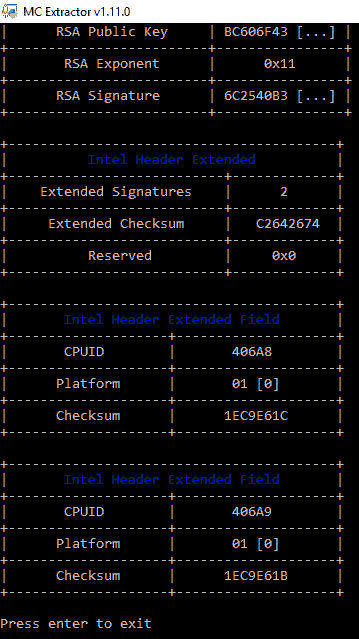 MC Extractor v1.11.0
RSA Public Key | BC606F43 [...]
RSA Exponent | 0x11
RSA Signature | 6C2540B3 [...]
Intel Header Extended
Extended Signatures | 2
Extended Checksum | C2642674
Reserved | 0x0
Intel Header Extended Field
CPUID | 406A8
Platform | 01 [0]
Checksum | 1EC9E61C
Intel Header Extended Field
CPUID | 406A9
Platform | 01 [0]
Checksum | 1EC9E61B
Press enter to exit